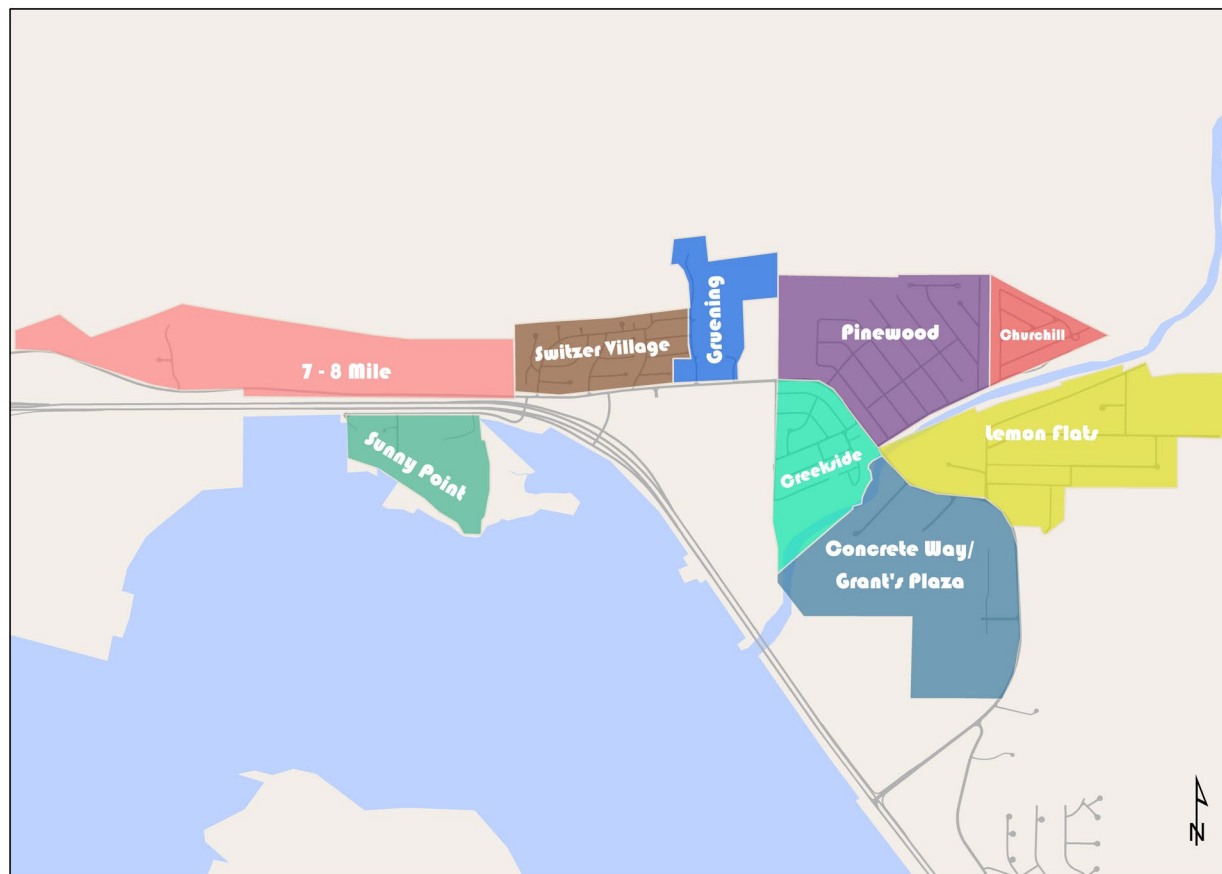 Gruening
Pinewood
Churchill
Switzer Village
7 - 8 Mile
Lemon Flats
Sunny Point
Creekside
Concrete Way/
Grant's Plaza
N